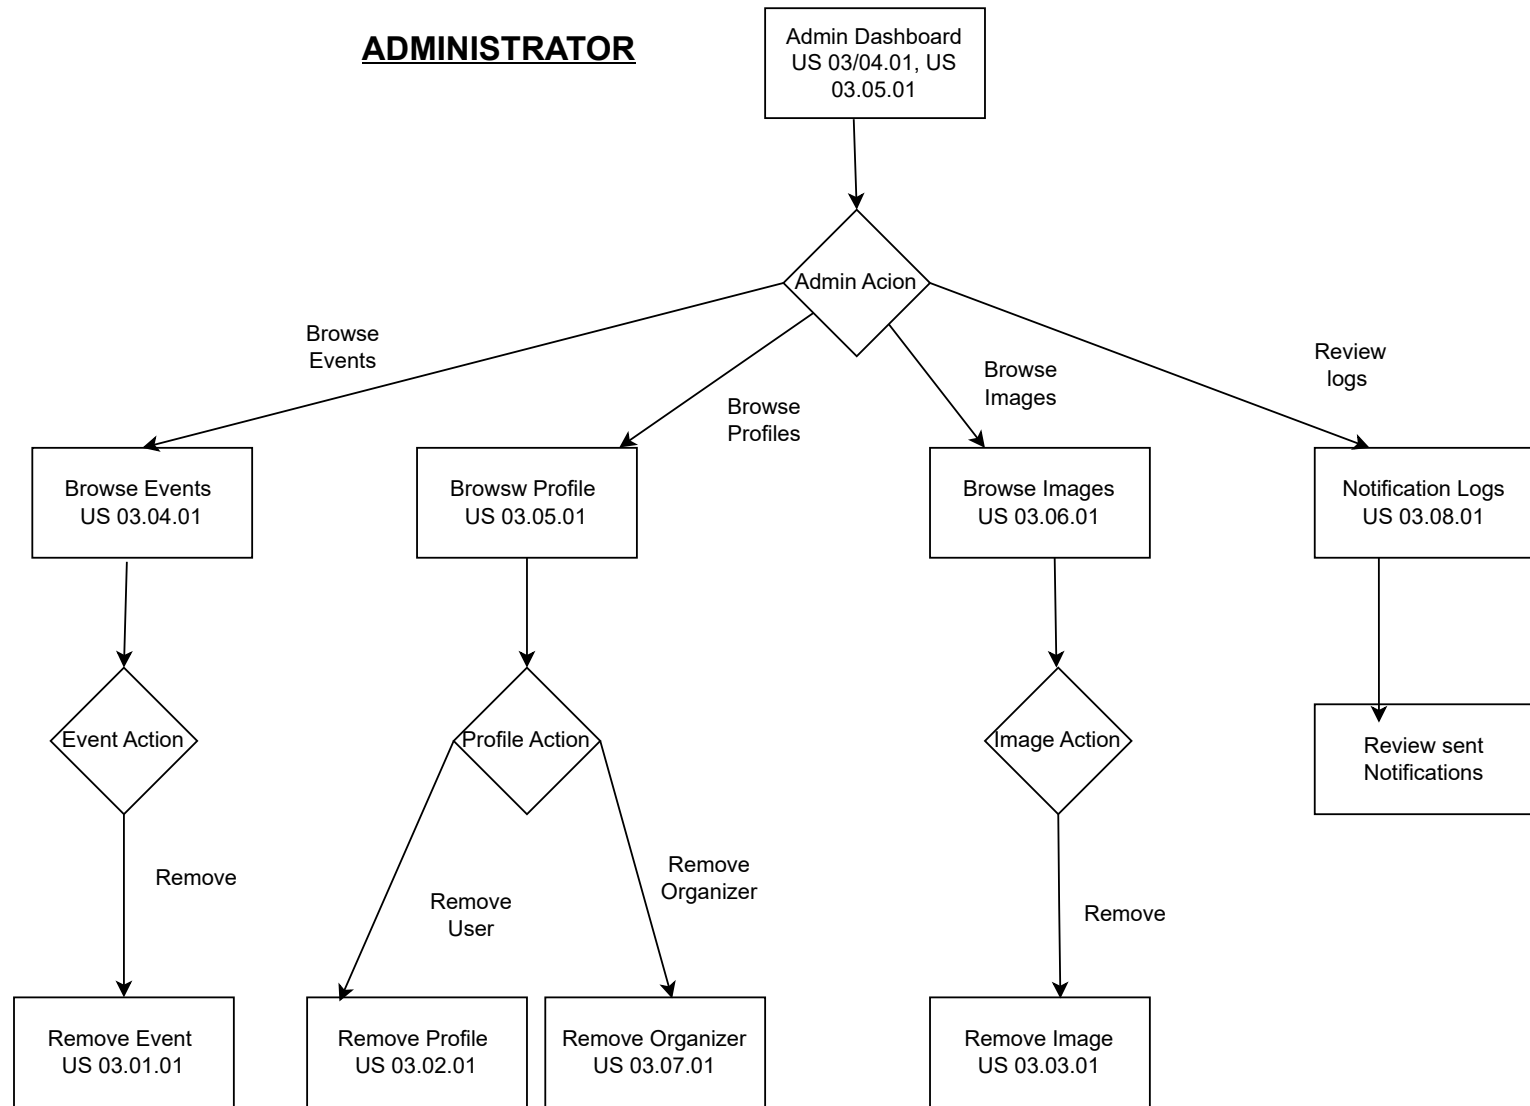 ADMINISTRATOR
Admin Dashboard
US 03/04.01, US
03.05.01
Admin Acion
Browse
Events
Browse
Profiles
Browse
Images
Review
logs
Browse Events
US 03.04.01
Browsw Profile
US 03.05.01
Browse Images
US 03.06.01
Notification Logs
US 03.08.01
Event Action
Profile Action
Image Action
Review sent
Notifications
Remove
Remove
User
Remove
Organizer
Remove
Remove Event
US 03.01.01
Remove Profile
US 03.02.01
Remove Organizer
US 03.07.01
Remove Image
US 03.03.01